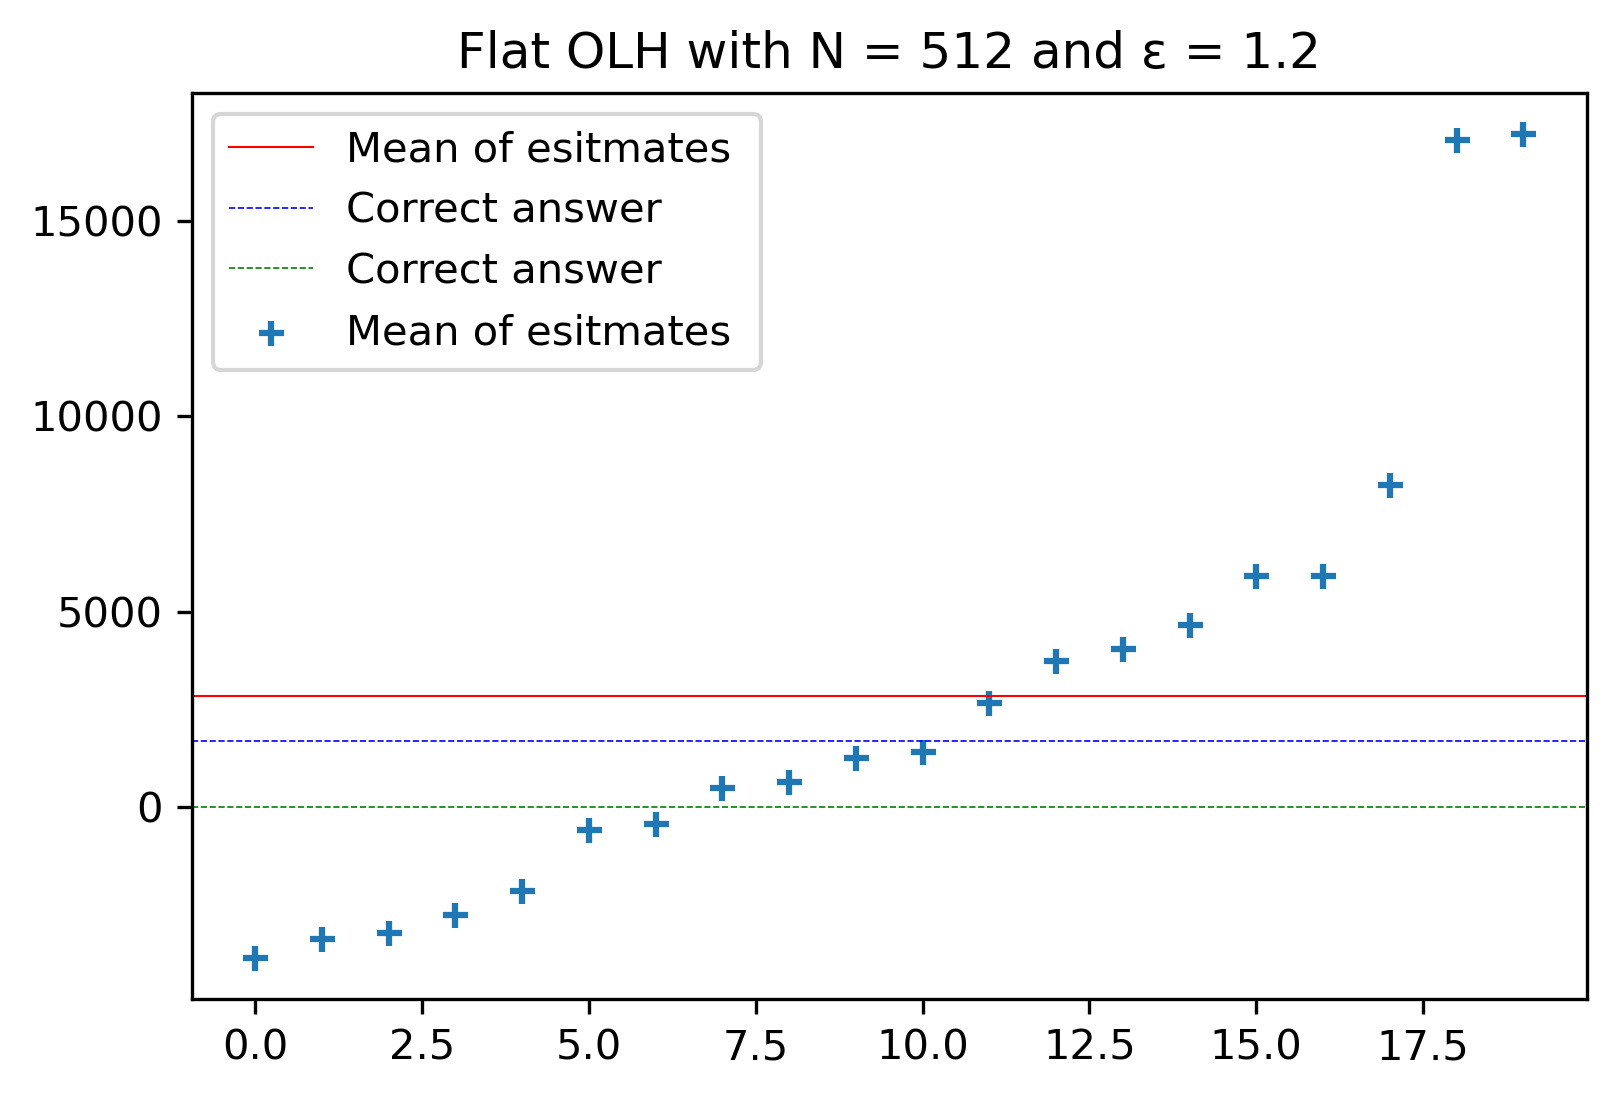 Flat OLH with N = 512 and ε = 1.2
Mean of esitmates
Correct answer
Correct answer
Mean of esitmates
15000
10000
5000
0
0.0 2.5 5.0 7.5 10.0 12.5 15.0 17.5